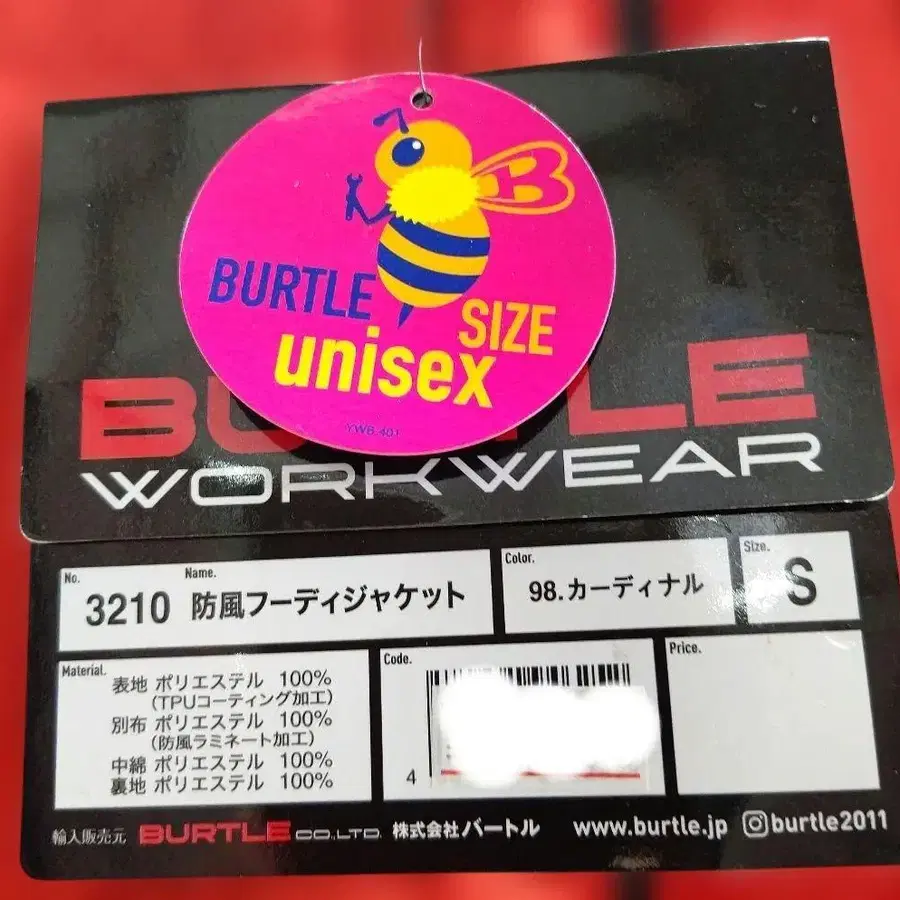 B
BURTLE
SIZE
unisex
YWB-401
BURTLE
WORKWEAR
No.
Name.
3210 防風フーディジャケット
Color.
98.カーディナル
Size.
S
Material.
表地 ポリエステル 100%
(TPUコーティング加工)
別布 ポリエステル 100%
(防風ラミネート加工)
中綿 ポリエステル 100%
裏地 ポリエステル 100%
Code.
4
Price.
輸入販売元 BURTLE CO.,LTD. 株式会社バートル www.burtle.jp burtle2011